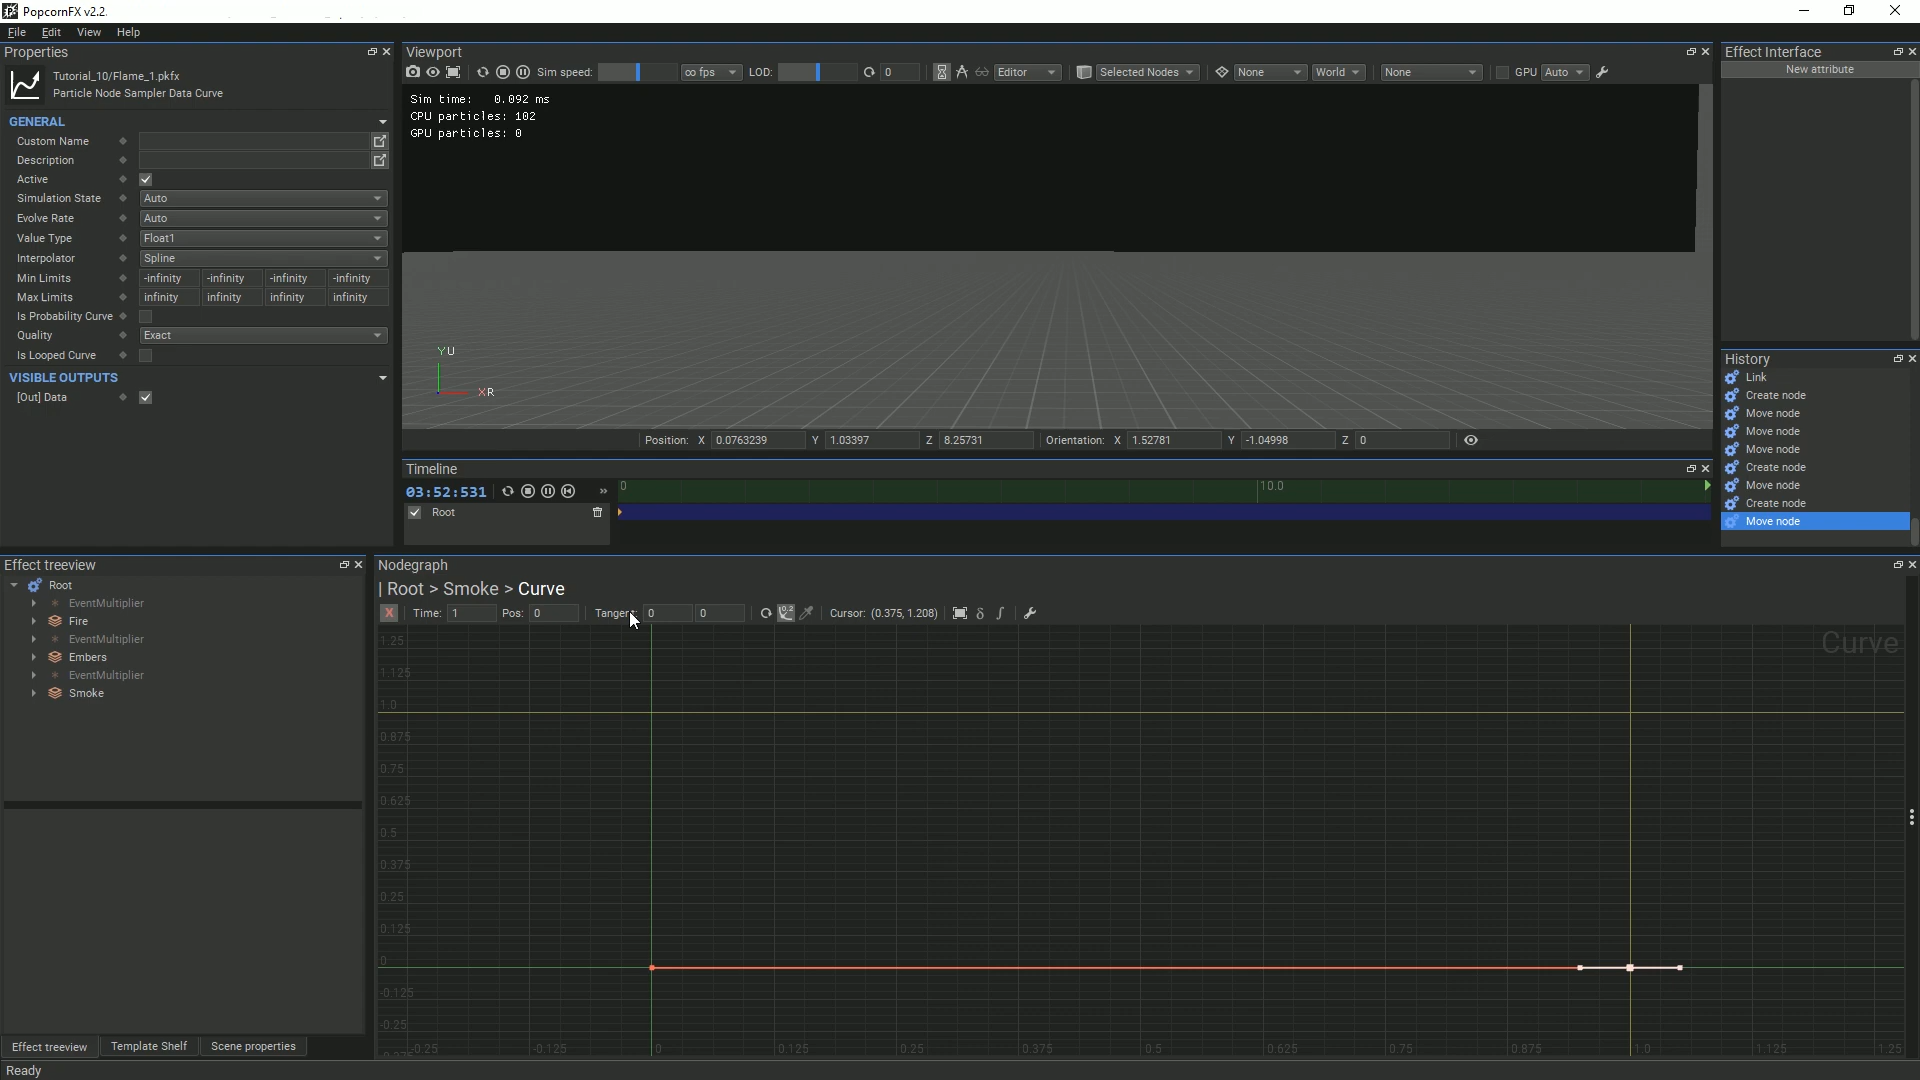 PopcornFX v2.2.
File Edit View Help
Properties
Tutorial_10/Flame_1.pkfx
Particle Node Sampler Data Curve
GENERAL
Custom Name
Description
Active
Simulation State Auto
Evolve Rate Auto
Value Type Float1
Interpolator Spline
Min Limits -infinity -infinity -infinity -infinity
Max Limits infinity infinity infinity infinity
Is Probability Curve
Quality Exact
Is Looped Curve
VISIBLE OUTPUTS
[Out] Data
Viewport
Sim speed: ∞ fps LOD: 0 Editor Selected Nodes None World None GPU Auto
Sim time: 0.092 ms
CPU particles: 102
GPU particles: 0
YU
XR
Position: X 0.0763239 Y 1.03397 Z 8.25731 Orientation: X 1.52781 Y -1.04998 Z 0
Timeline
03:52:531 » 0 10.0
Root
Effect Interface
New attribute
History
Link
Create node
Move node
Move node
Move node
Create node
Move node
Create node
Move node
Effect treeview
Root
EventMultiplier
Fire
EventMultiplier
Embers
EventMultiplier
Smoke
Effect treeview Template Shelf Scene properties
Nodegraph
| Root > Smoke > Curve
X Time: 1 Pos: 0 Tangent: 0 0 0.2 Cursor: (0.375, 1.208) δ ∫
Curve
1.25
1.125
1.0
0.875
0.75
0.625
0.5
0.375
0.25
0.125
0
-0.125
-0.25
-0.25 -0.125 0 0.125 0.25 0.375 0.5 0.625 0.75 0.875 1.0 1.125 1.25
Ready